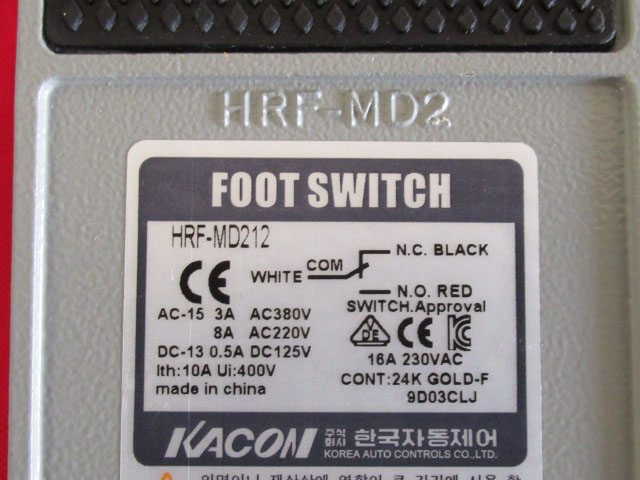 HRF-MD2
FOOT SWITCH
HRF-MD212
N.C. BLACK
WHITE COM
N.O. RED
CE
SWITCH.Approval
AC-15 3A AC380V
8A AC220V
VDE CE
DC-13 0.5A DC125V
16A 230VAC
Ith:10A Ui:400V
CONT:24K GOLD-F
made in china
9D03CLJ
KACON 주식회사 한국자동제어
KOREA AUTO CONTROLS CO.,LTD.